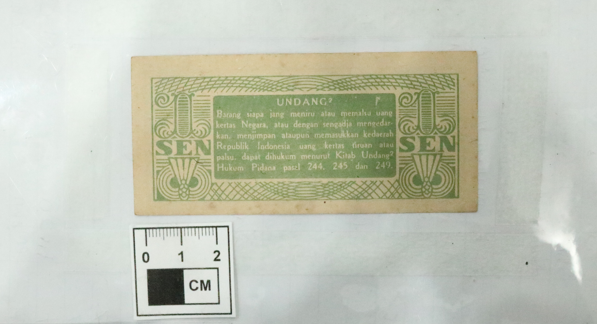 UNDANG²
1 SEN
Barang siapa jang meniru atau memalsu uang
kertas Negara, atau dengan sengadja mengedar-
kan, menjimpan ataupun memasukkan kedaerah
Republik Indonesia uang kertas tiruan atau
palsu, dapat dihukum menurut Kitab Undang²
Hukum Pidana pasal 244, 245 dan 249.
1 SEN
0 1 2
CM